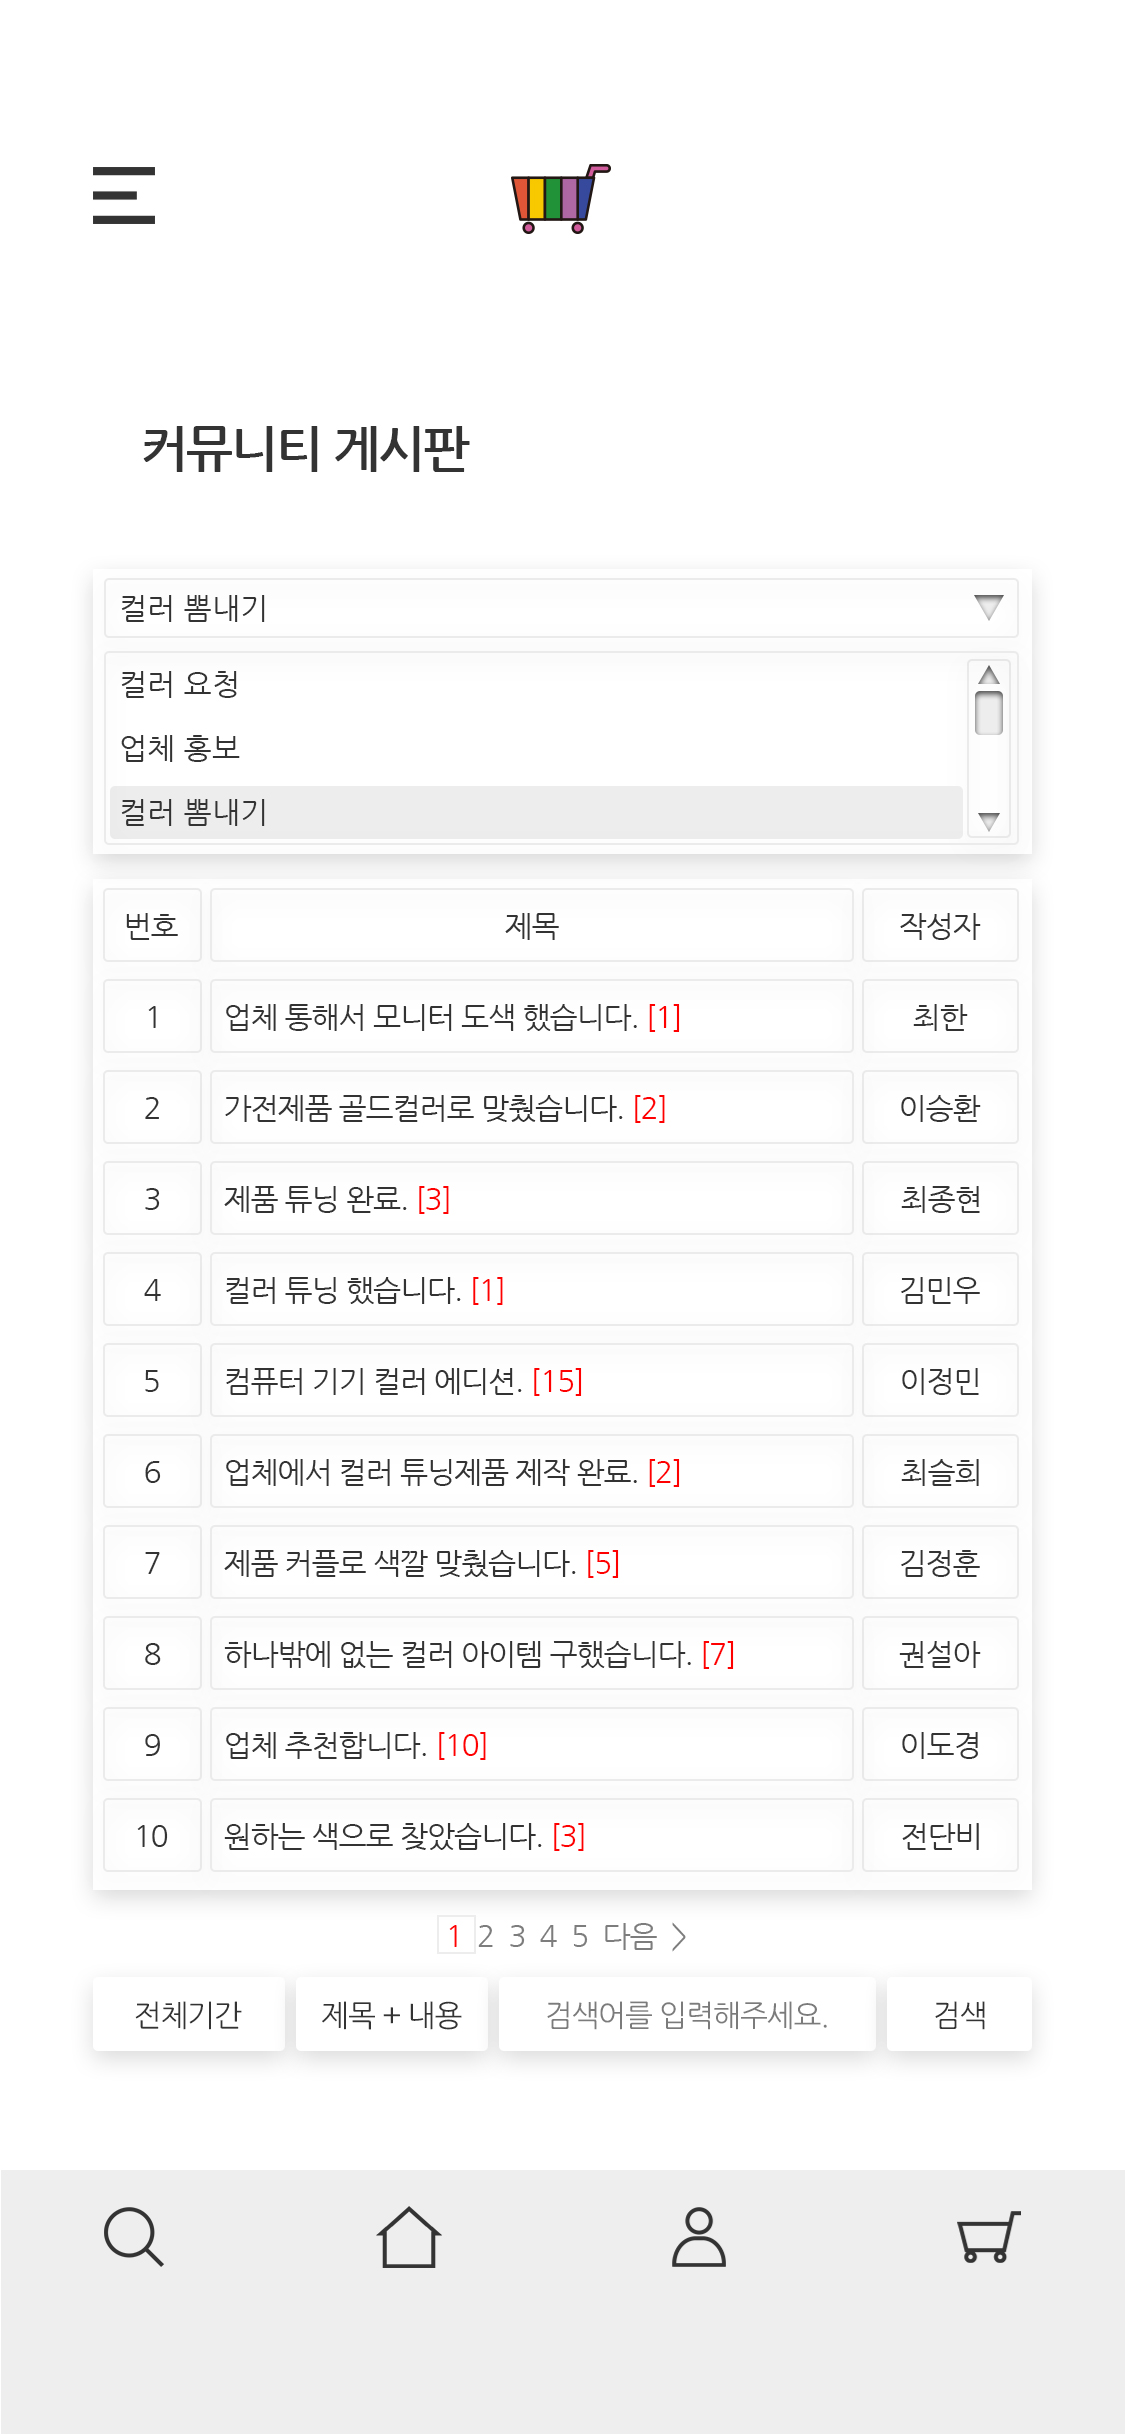 커뮤니티 게시판
컬러 뽐내기
컬러 요청
업체 홍보
컬러 뽐내기
번호 제목 작성자
1 업체 통해서 모니터 도색 했습니다. [1] 최한
2 가전제품 골드컬러로 맞췄습니다. [2] 이승환
3 제품 튜닝 완료. [3] 최종현
4 컬러 튜닝 했습니다. [1] 김민우
5 컴퓨터 기기 컬러 에디션. [15] 이정민
6 업체에서 컬러 튜닝제품 제작 완료. [2] 최슬희
7 제품 커플로 색깔 맞췄습니다. [5] 김정훈
8 하나밖에 없는 컬러 아이템 구했습니다. [7] 권설아
9 업체 추천합니다. [10] 이도경
10 원하는 색으로 찾았습니다. [3] 전단비
1 2 3 4 5 다음 >
전체기간 제목 + 내용 검색어를 입력해주세요. 검색